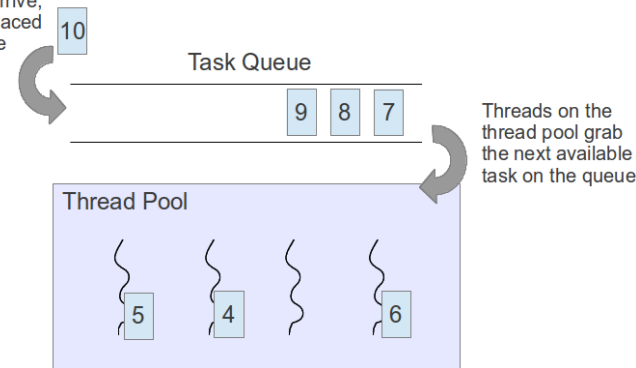 10
Task Queue
9 8 7
Threads on the
thread pool grab
the next available
task on the queue
Thread Pool
5 4 6